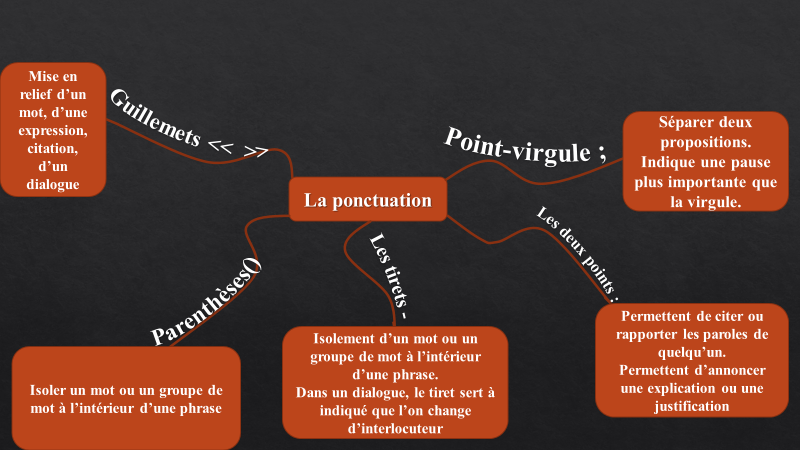 Mise en
relief d’un
mot, d’une
expression,
citation,
d’un
dialogue
Guillemets << >>
Point-virgule ;
Séparer deux
propositions.
Indique une pause
plus importante que
la virgule.
La ponctuation
Parenthèses()
Les tirets -
Les deux points :
Isoler un mot ou un groupe de
mot à l’intérieur d’une phrase
Isolement d’un mot ou un
groupe de mot à l’intérieur
d’une phrase.
Dans un dialogue, le tiret sert à
indiqué que l’on change
d’interlocuteur
Permettent de citer ou
rapporter les paroles de
quelqu’un.
Permettent d’annoncer
une explication ou une
justification